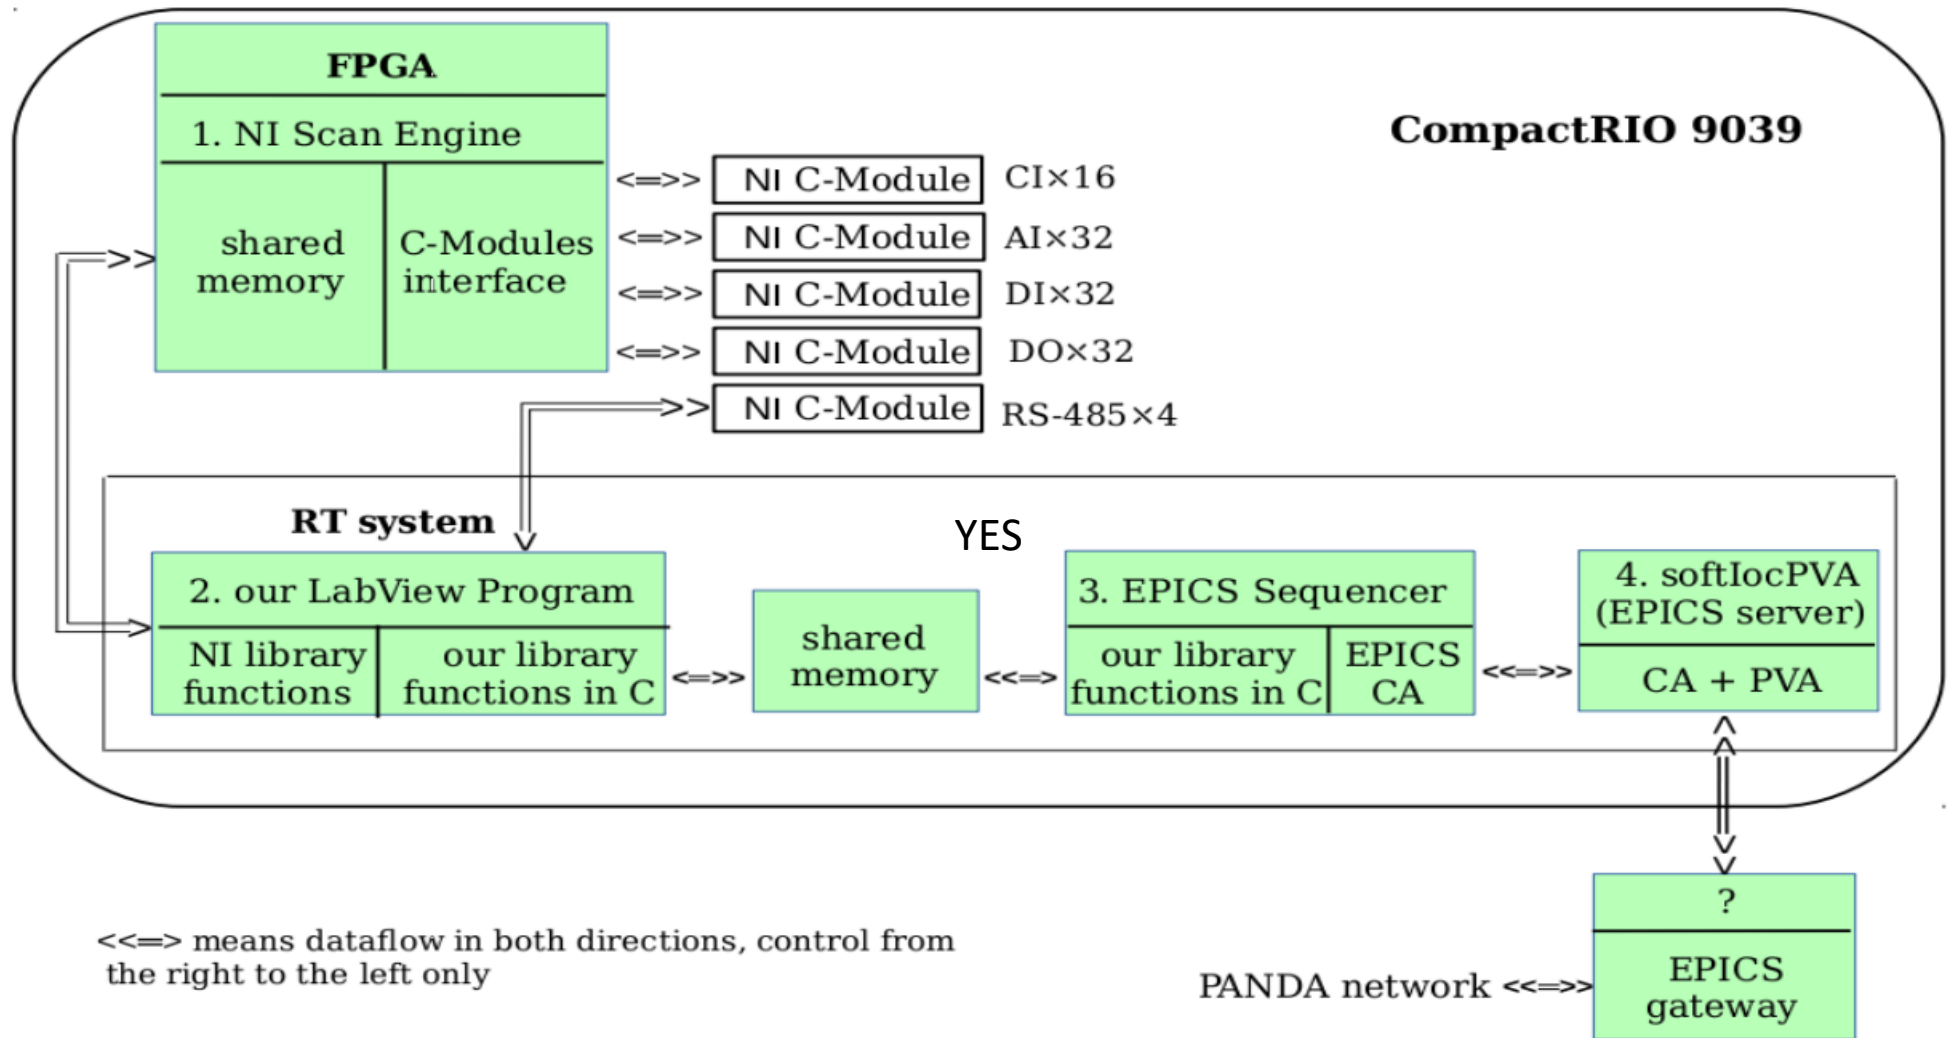 FPGA
1. NI Scan Engine
shared
memory
C-Modules
interface
CompactRIO 9039
<=>> NI C-Module CI×16
<=>> NI C-Module AI×32
<=>> NI C-Module DI×32
<=>> NI C-Module DO×32
>> NI C-Module RS-485×4
>>
RT system
YES
2. our LabView Program
NI library
functions
our library
functions in C
<=>>
shared
memory
<<=>
3. EPICS Sequencer
our library
functions in C
EPICS
CA
<<=>>
4. softIocPVA
(EPICS server)
CA + PVA
?
EPICS
gateway
PANDA network <<=>>
<<=> means dataflow in both directions, control from
the right to the left only